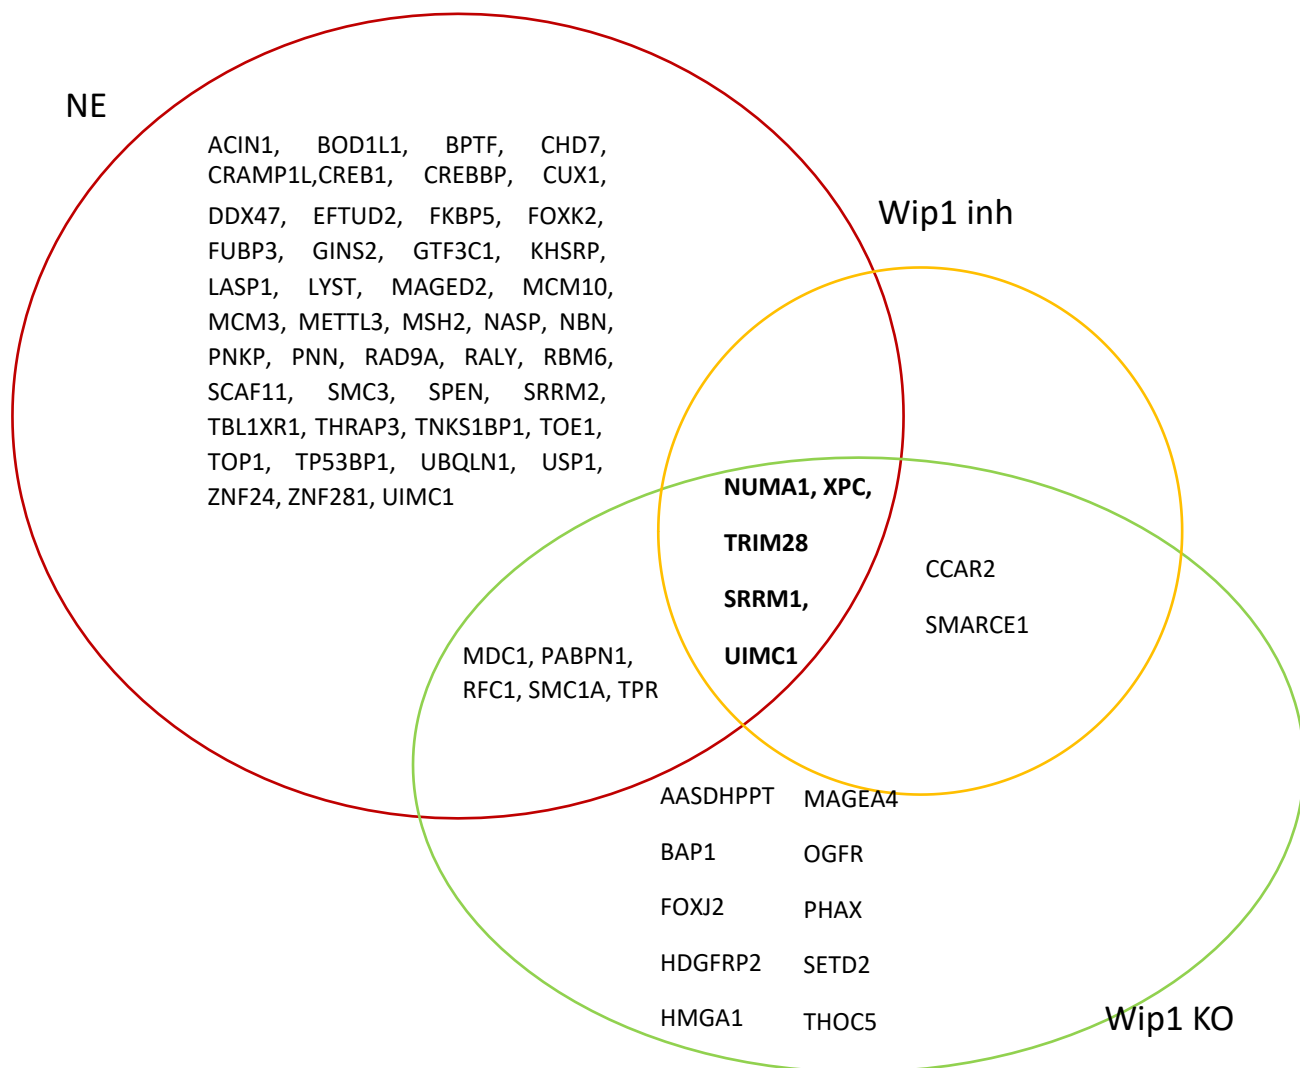 NE
ACIN1, BOD1L1, BPTF, CHD7,
CRAMP1L,CREB1, CREBBP, CUX1,
DDX47, EFTUD2, FKBP5, FOXK2,
FUBP3, GINS2, GTF3C1, KHSRP,
LASP1, LYST, MAGED2, MCM10,
MCM3, METTL3, MSH2, NASP, NBN,
PNKP, PNN, RAD9A, RALY, RBM6,
SCAF11, SMC3, SPEN, SRRM2,
TBL1XR1, THRAP3, TNKS1BP1, TOE1,
TOP1, TP53BP1, UBQLN1, USP1,
ZNF24, ZNF281, UIMC1
Wip1 inh
NUMA1, XPC,
TRIM28
SRRM1,
UIMC1
CCAR2
SMARCE1
MDC1, PABPN1,
RFC1, SMC1A, TPR
AASDHPPT
BAP1
FOXJ2
HDGFRP2
HMGA1
MAGEA4
OGFR
PHAX
SETD2
THOC5
Wip1 KO